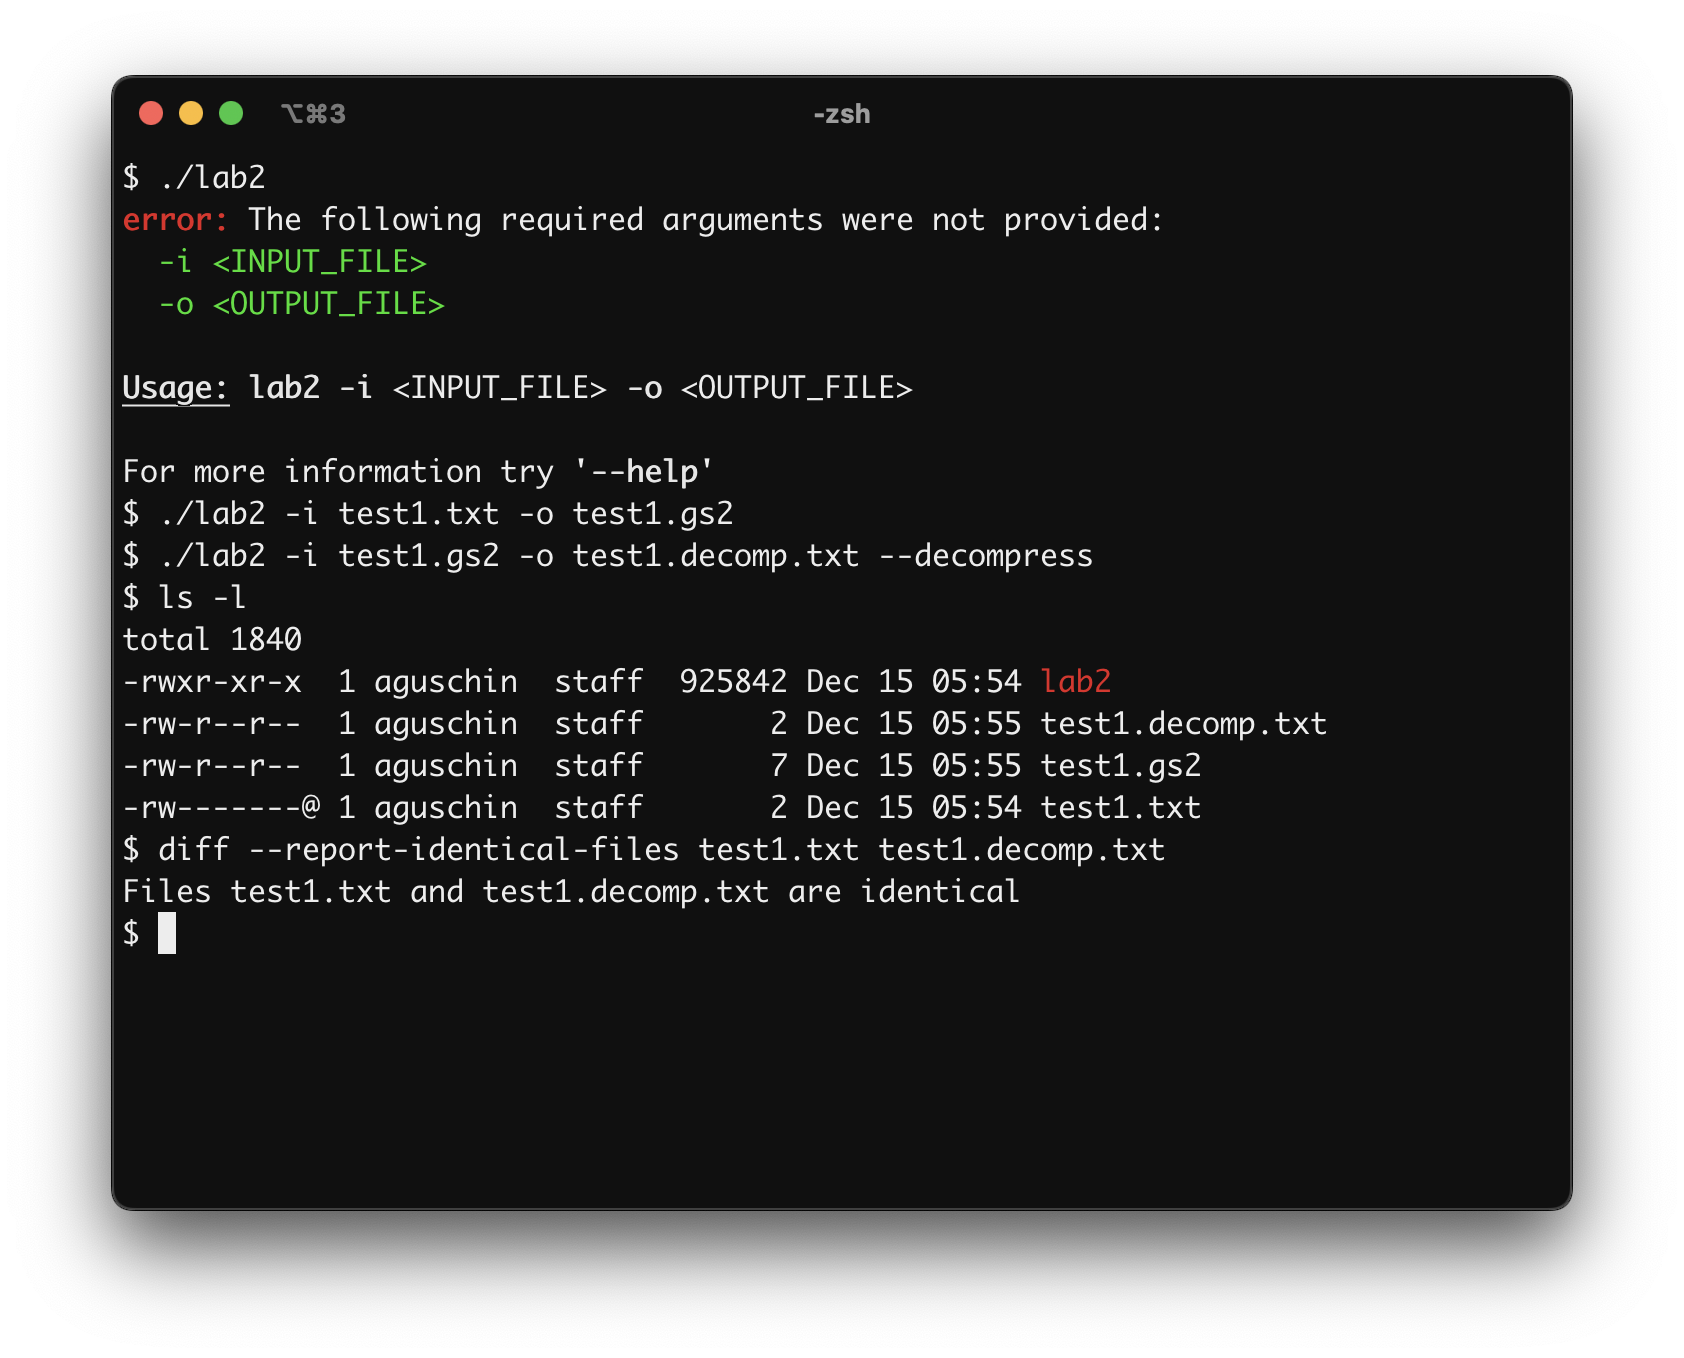 ⌥⌘3
-zsh
$ ./lab2
error: The following required arguments were not provided:
  -i <INPUT_FILE>
  -o <OUTPUT_FILE>
Usage: lab2 -i <INPUT_FILE> -o <OUTPUT_FILE>
For more information try '--help'
$ ./lab2 -i test1.txt -o test1.gs2
$ ./lab2 -i test1.gs2 -o test1.decomp.txt --decompress
$ ls -l
total 1840
-rwxr-xr-x  1 aguschin  staff  925842 Dec 15 05:54 lab2
-rw-r--r--  1 aguschin  staff       2 Dec 15 05:55 test1.decomp.txt
-rw-r--r--  1 aguschin  staff       7 Dec 15 05:55 test1.gs2
-rw-------@ 1 aguschin  staff       2 Dec 15 05:54 test1.txt
$ diff --report-identical-files test1.txt test1.decomp.txt
Files test1.txt and test1.decomp.txt are identical
$